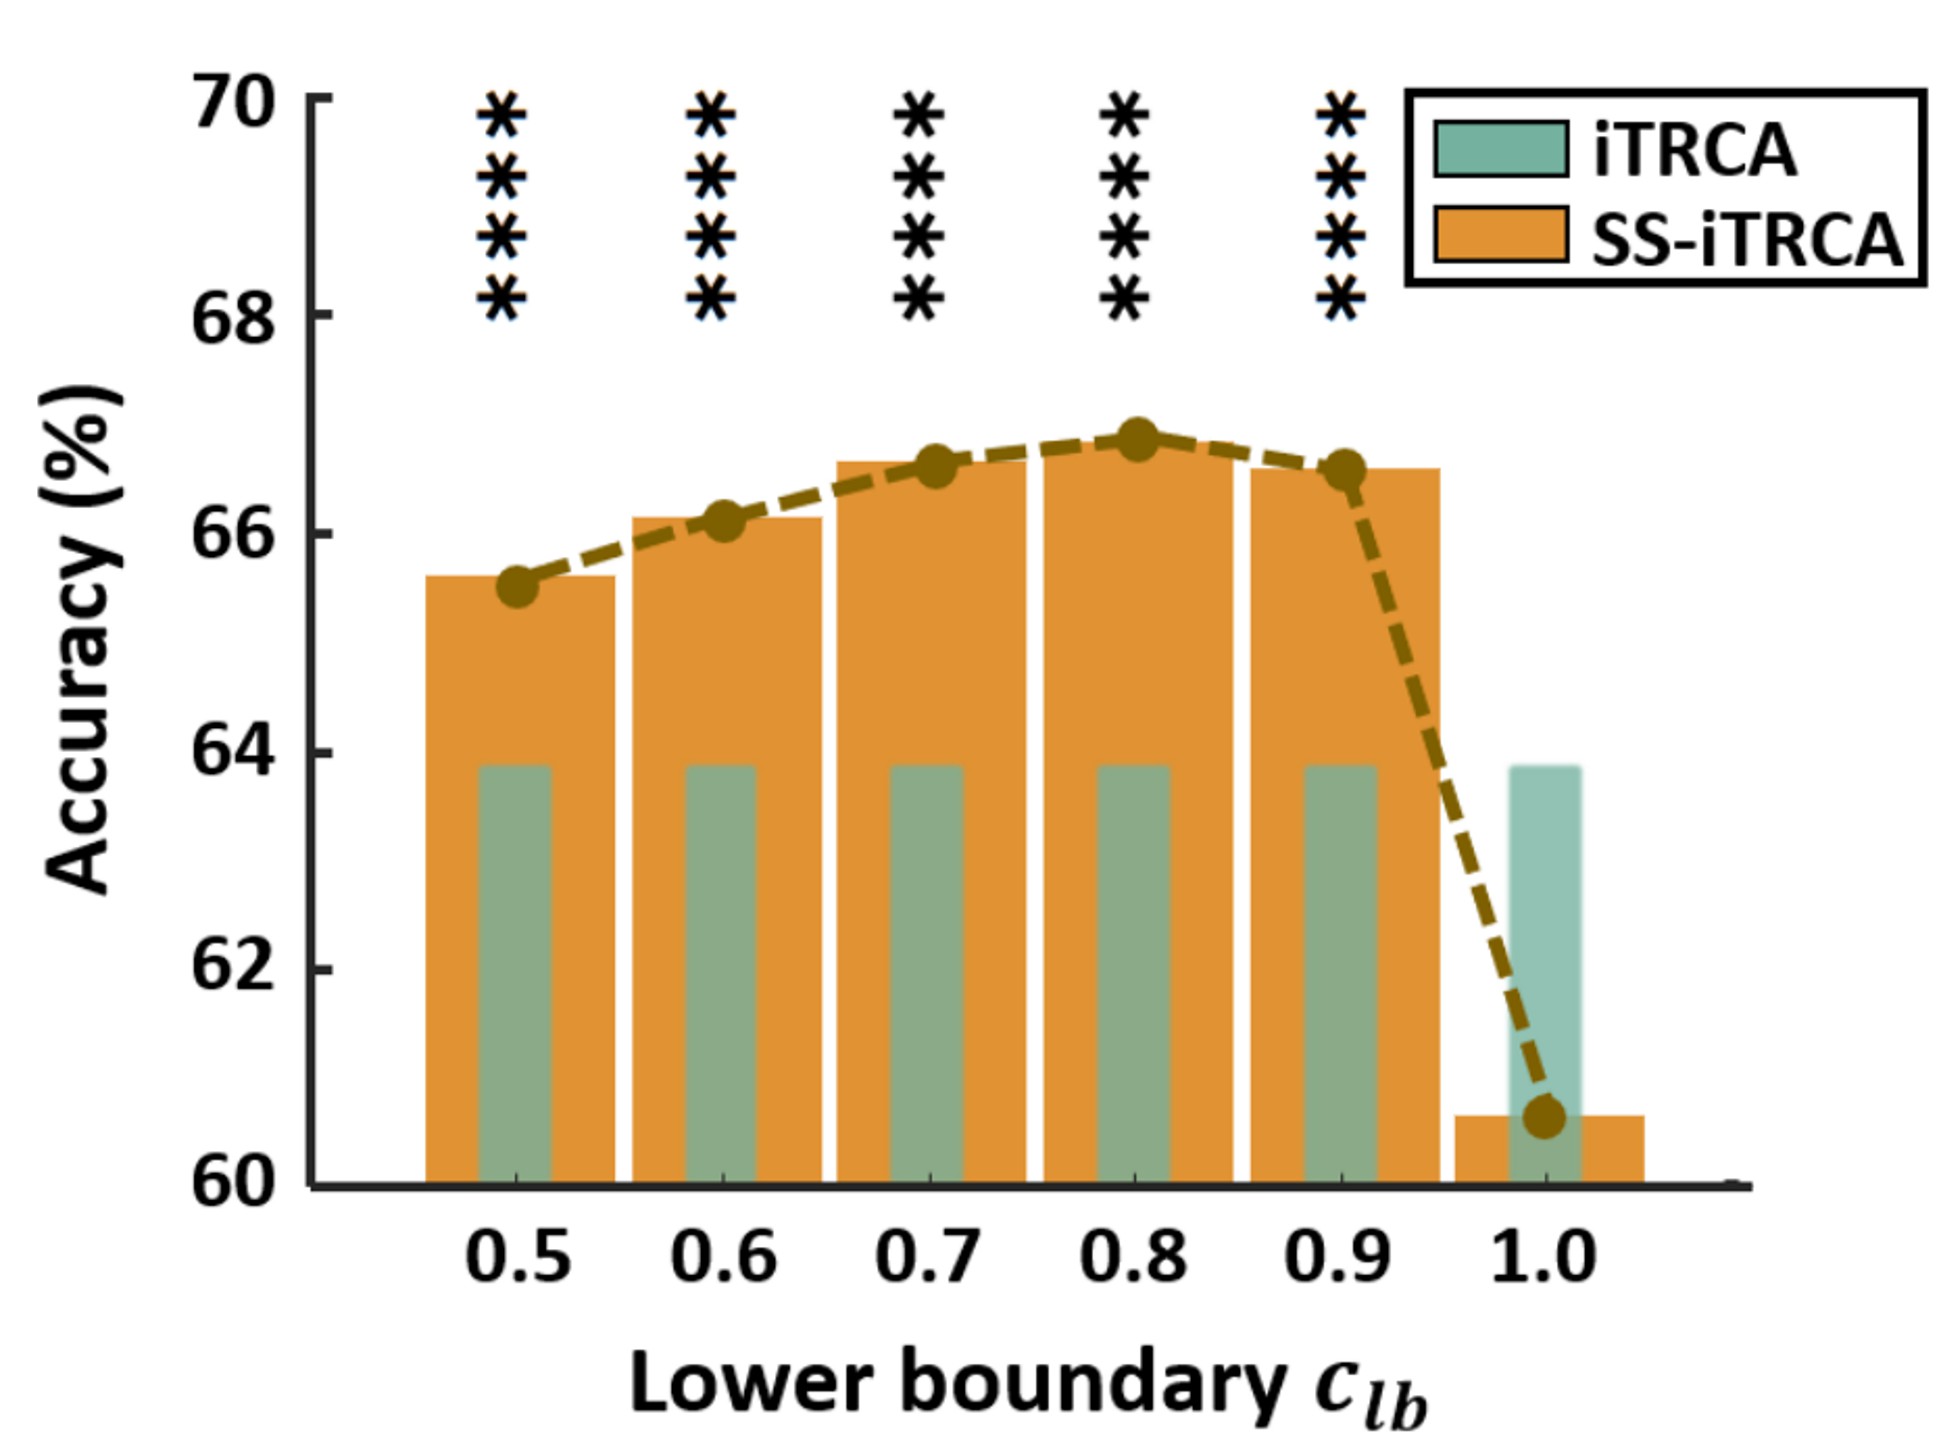 70
68
66
64
62
60
Accuracy (%)
* * * * *
* * * * *
* * * * *
* * * * *
iTRCA
SS-iTRCA
0.5 0.6 0.7 0.8 0.9 1.0
Lower boundary c_lb